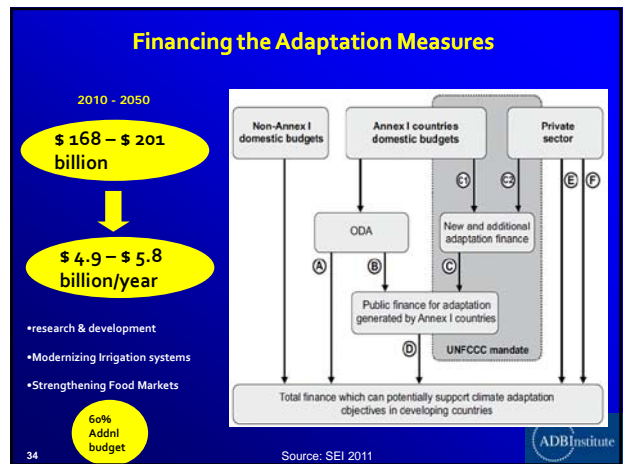 Financing the Adaptation Measures
2010 - 2050
$ 168 – $ 201
billion
$ 4.9 – $ 5.8
billion/year
•research & development
•Modernizing Irrigation systems
•Strengthening Food Markets
60%
Addnl
budget
Non-Annex I
domestic budgets
Annex I countries
domestic budgets
Private
sector
C1
C2
E
F
ODA
New and additional
adaptation finance
A
B
C
Public finance for adaptation
generated by Annex I countries
D
UNFCCC mandate
Total finance which can potentially support climate adaptation
objectives in developing countries
34
Source: SEI 2011
ADBInstitute